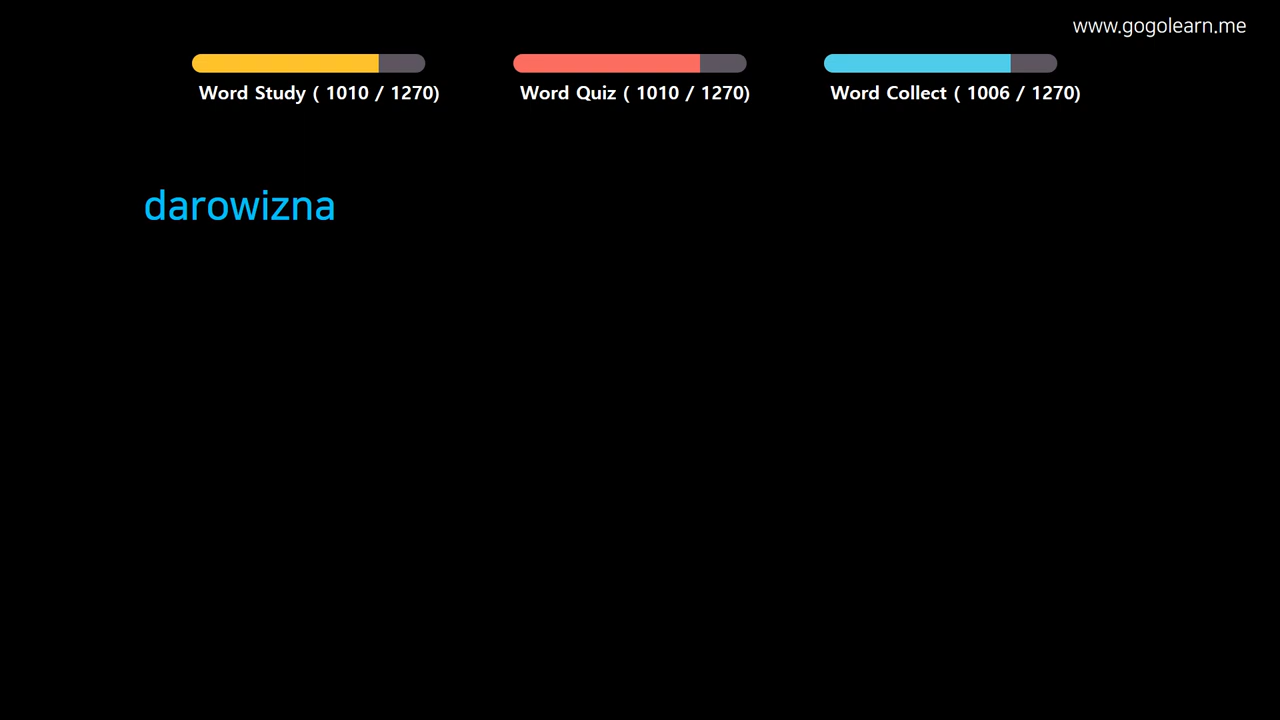 www.gogolearn.me
Word Study ( 1010 / 1270)
Word Quiz ( 1010 / 1270)
Word Collect ( 1006 / 1270)
darowizna